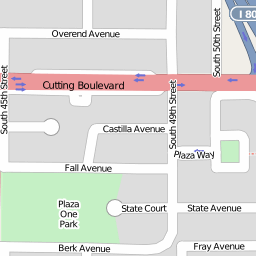 I 80
Overend Avenue
South 50th Street
Cutting Boulevard
South 45th Street
South 49th Street
Castilla Avenue
Plaza Way
Fall Avenue
Plaza
One
Park
State Court
State Avenue
Berk Avenue
Fray Avenue